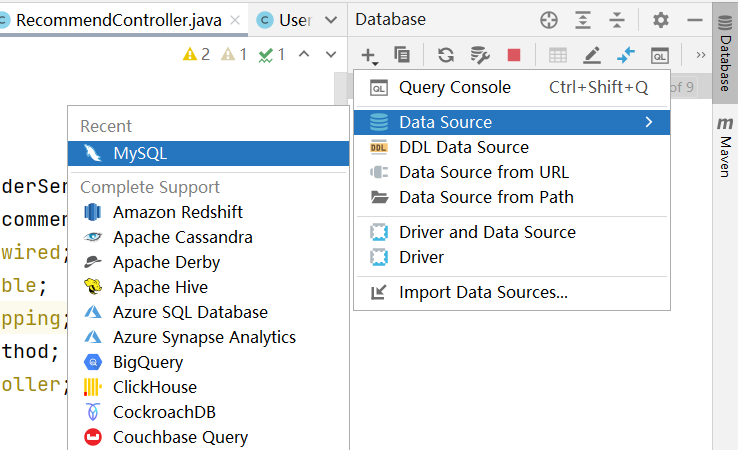 RecommendController.java
User
Database
2
1
1
of 9
Query Console Ctrl+Shift+Q
Data Source
DDL Data Source
Data Source from URL
Data Source from Path
Driver and Data Source
Driver
Import Data Sources...
Recent
MySQL
Complete Support
Amazon Redshift
Apache Cassandra
Apache Derby
Apache Hive
Azure SQL Database
Azure Synapse Analytics
BigQuery
ClickHouse
CockroachDB
Couchbase Query
derSer
commen
wired;
ble;
pping;
thod;
oller;
Database
Maven
QL
QL
DDL